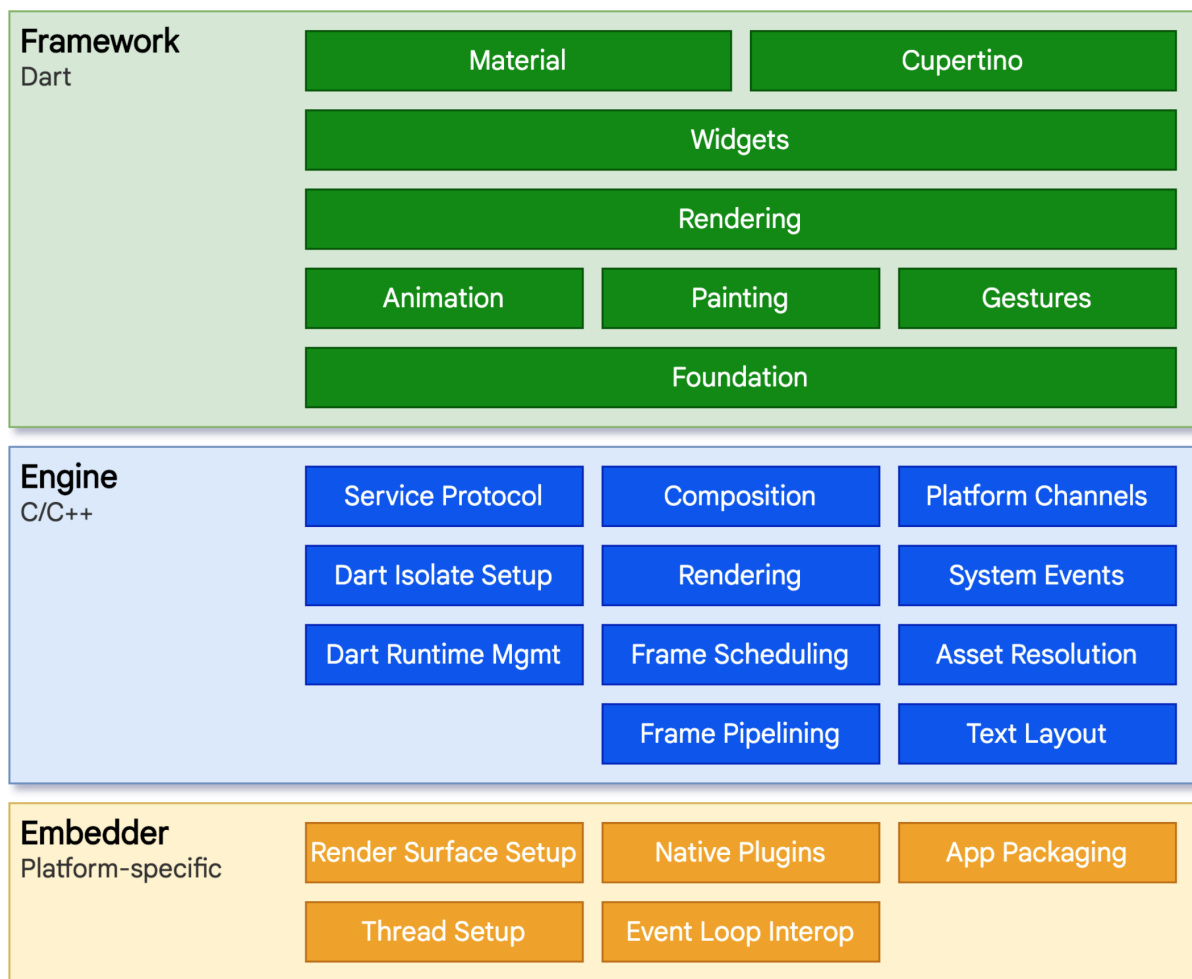 Framework
Dart
Material
Cupertino
Widgets
Rendering
Animation
Painting
Gestures
Foundation
Engine
C/C++
Service Protocol
Composition
Platform Channels
Dart Isolate Setup
Rendering
System Events
Dart Runtime Mgmt
Frame Scheduling
Asset Resolution
Frame Pipelining
Text Layout
Embedder
Platform-specific
Render Surface Setup
Native Plugins
App Packaging
Thread Setup
Event Loop Interop